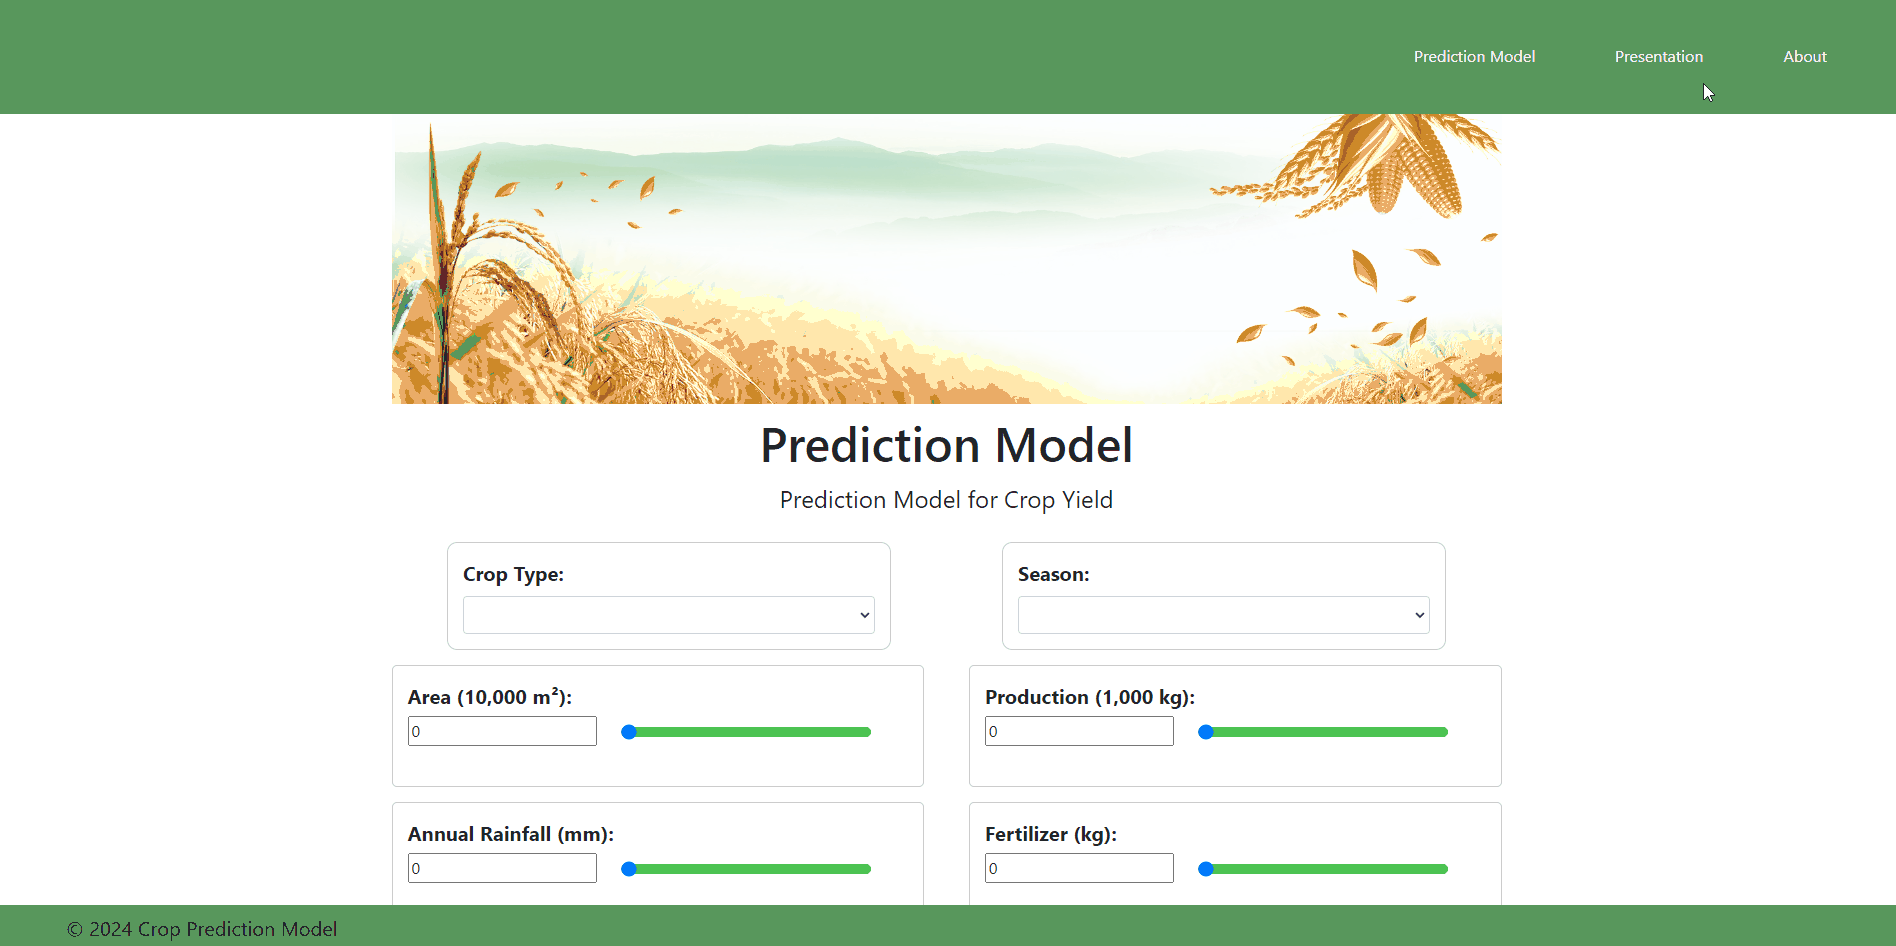 Prediction Model Presentation About
Prediction Model
Prediction Model for Crop Yield
Crop Type:
Season:
Area (10,000 m²):
0
Production (1,000 kg):
0
Annual Rainfall (mm):
0
Fertilizer (kg):
0
© 2024 Crop Prediction Model